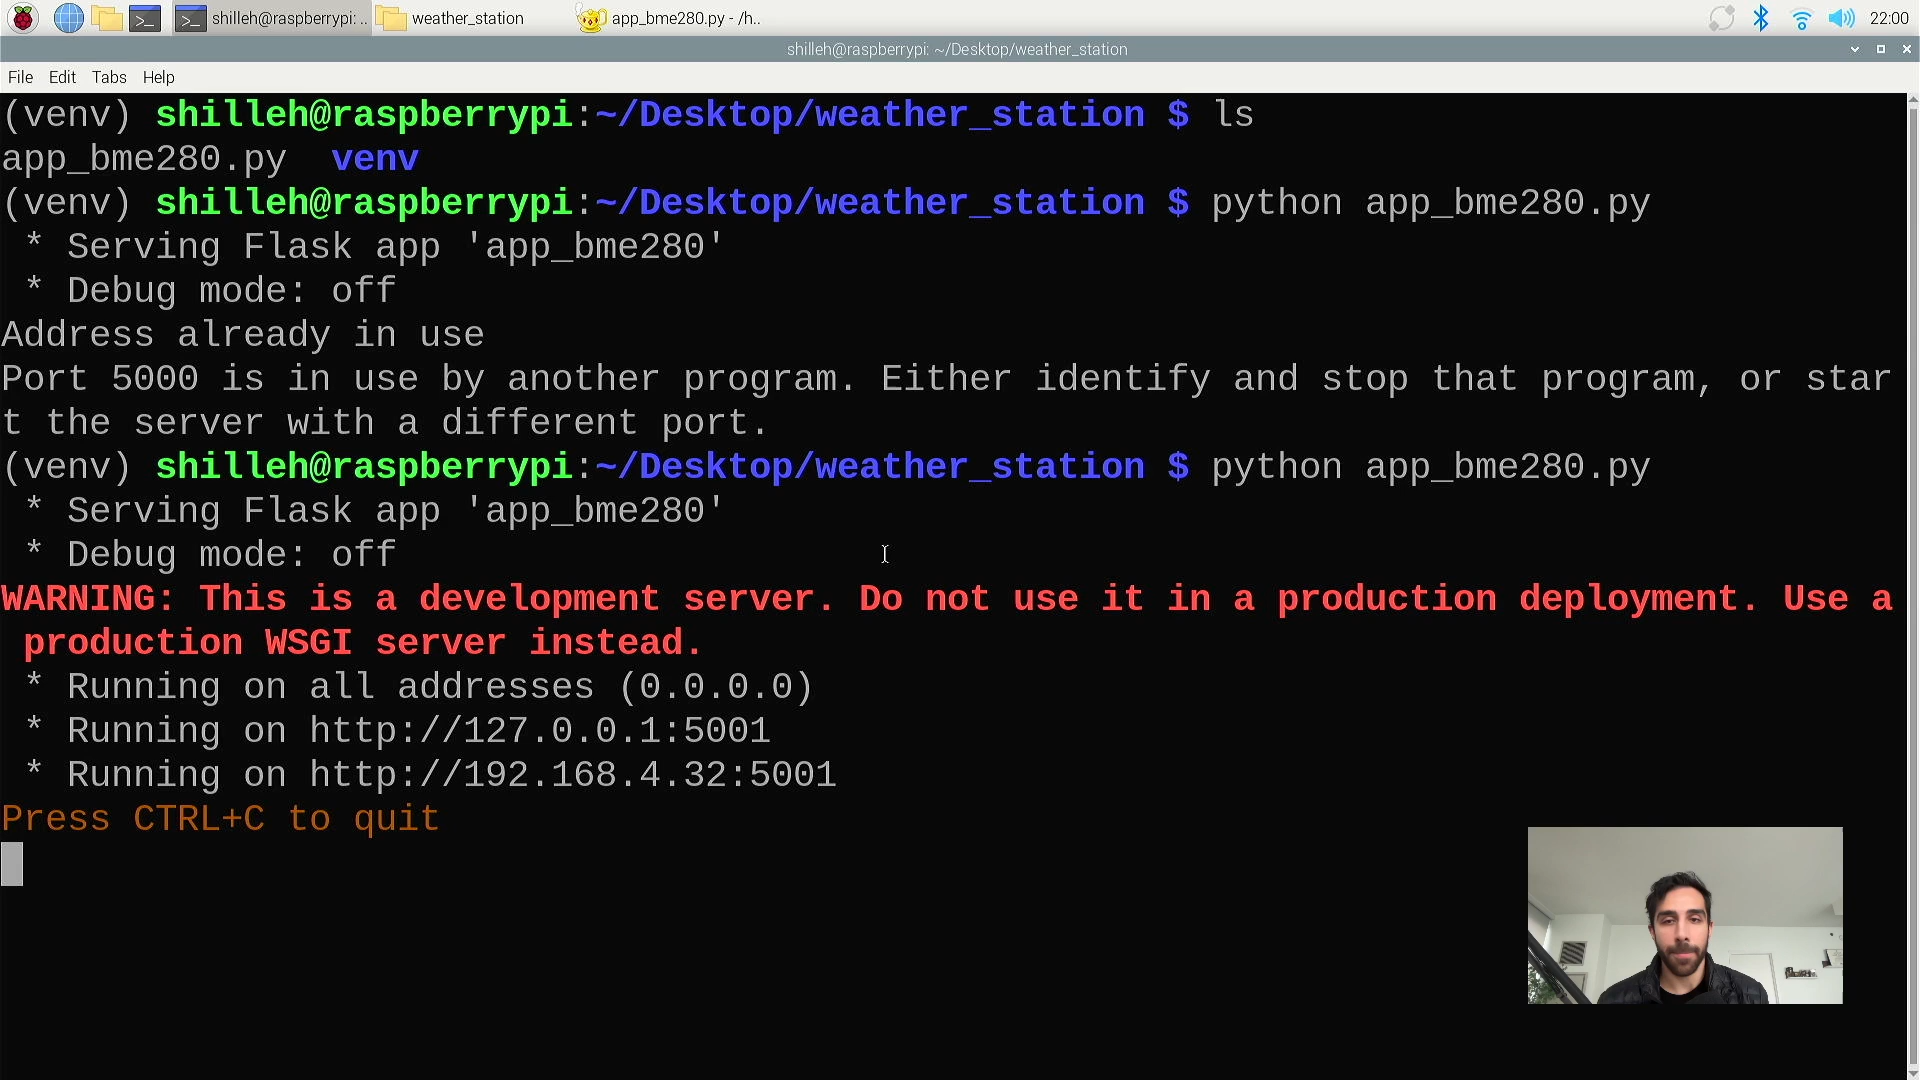 shilleh@raspberrypi: .. weather_station app_bme280.py - /h.. 22:00
shilleh@raspberrypi: ~/Desktop/weather_station
File Edit Tabs Help
(venv) shilleh@raspberrypi:~/Desktop/weather_station $ ls
app_bme280.py venv
(venv) shilleh@raspberrypi:~/Desktop/weather_station $ python app_bme280.py
* Serving Flask app 'app_bme280'
* Debug mode: off
Address already in use
Port 5000 is in use by another program. Either identify and stop that program, or star
t the server with a different port.
(venv) shilleh@raspberrypi:~/Desktop/weather_station $ python app_bme280.py
* Serving Flask app 'app_bme280'
* Debug mode: off
WARNING: This is a development server. Do not use it in a production deployment. Use a
production WSGI server instead.
* Running on all addresses (0.0.0.0)
* Running on http://127.0.0.1:5001
* Running on http://192.168.4.32:5001
Press CTRL+C to quit